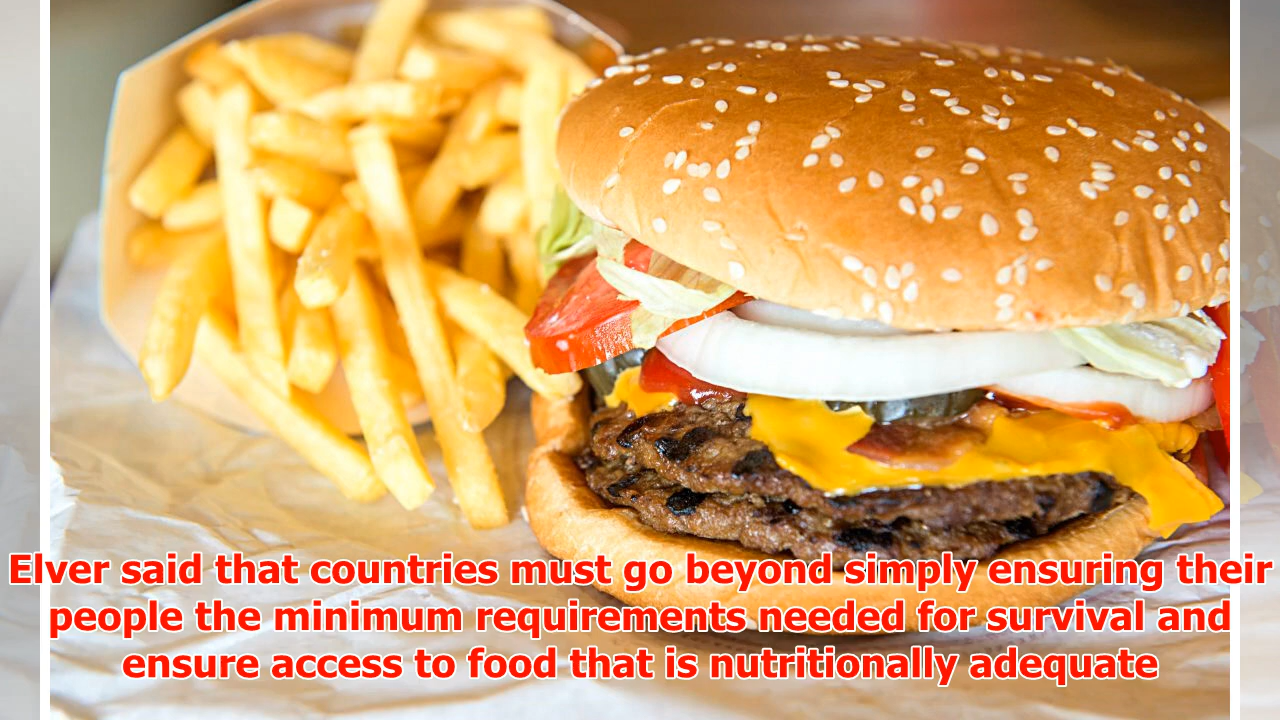 Elver said that countries must go beyond simply ensuring their
people the minimum requirements needed for survival and
ensure access to food that is nutritionally adequate